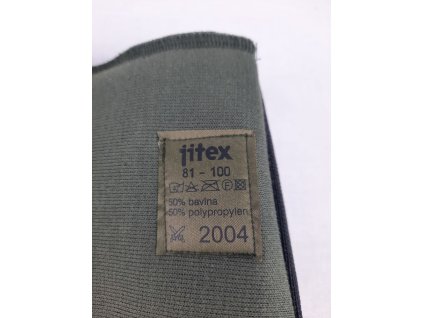 jitex
81 - 100
50% bavlna
50% polypropylen
2004